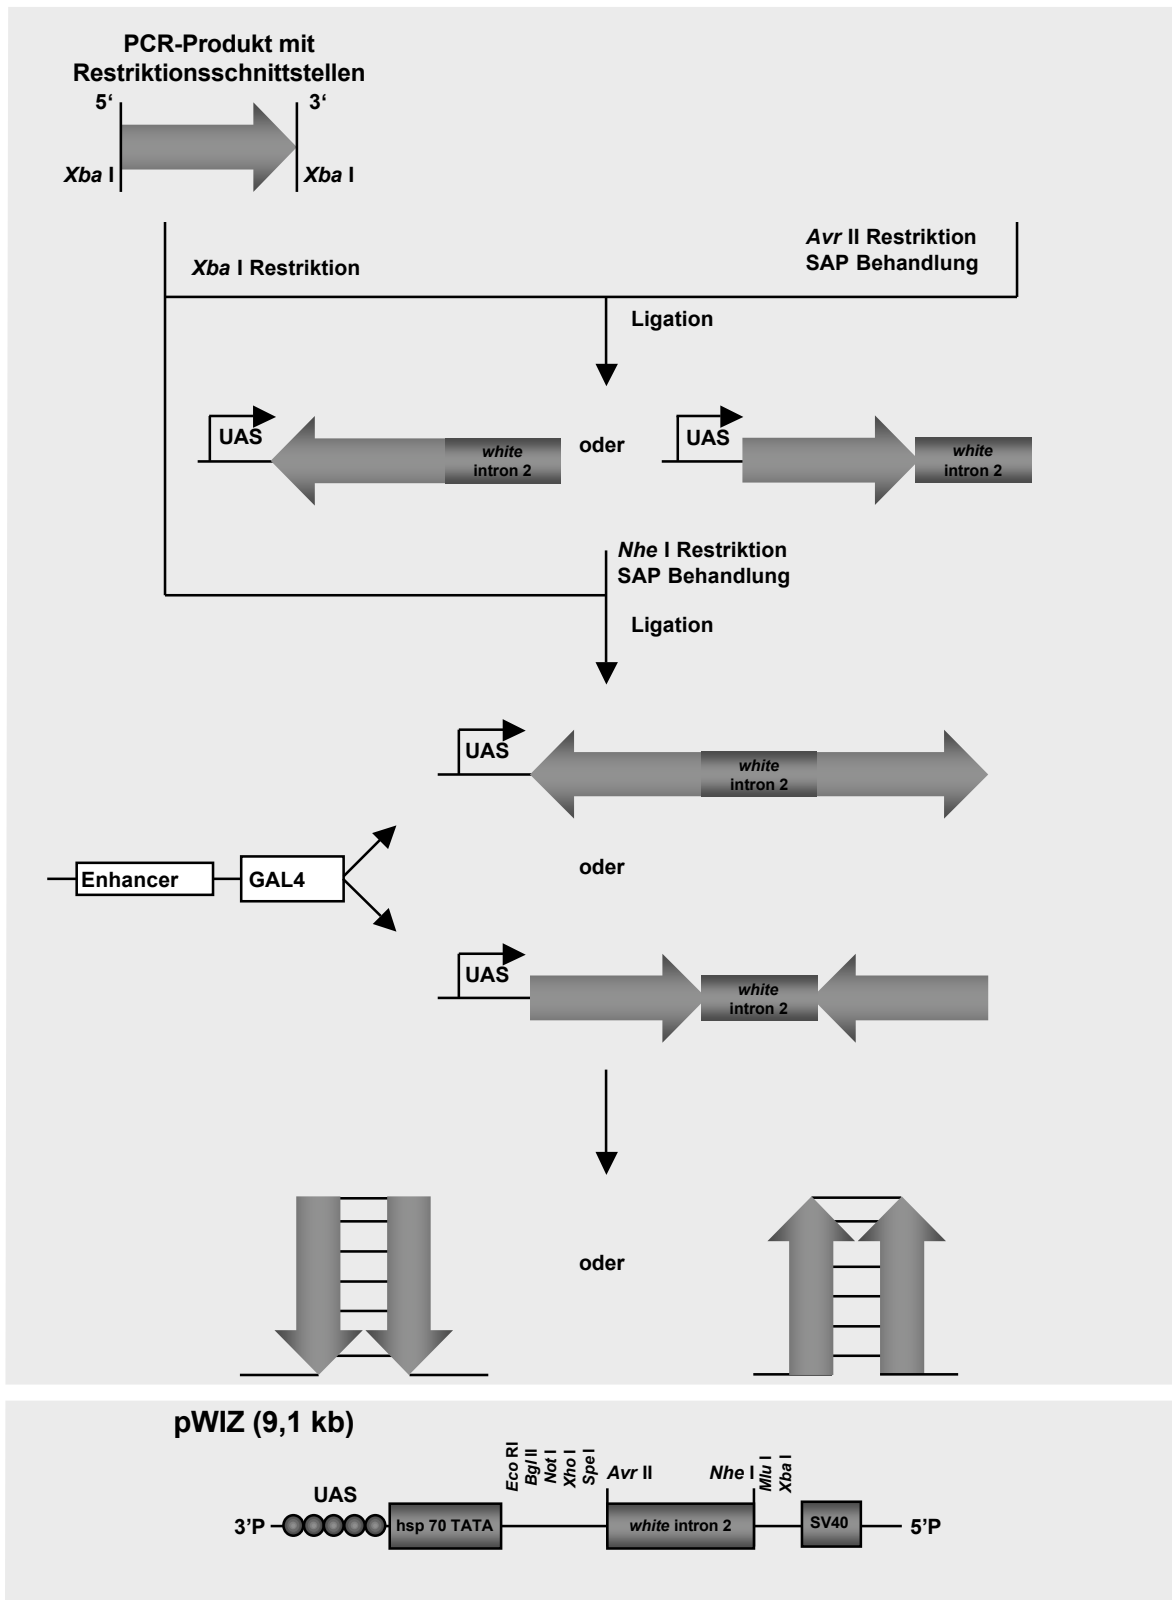 PCR-Produkt mit
Restriktionsschnittstellen
5‘ 3‘
Xba I Xba I
Xba I Restriktion
Avr II Restriktion
SAP Behandlung
Ligation
UAS
white
intron 2
oder
UAS
white
intron 2
Nhe I Restriktion
SAP Behandlung
Ligation
UAS
white
intron 2
Enhancer GAL4
oder
UAS
white
intron 2
oder
pWIZ (9,1 kb)
Eco RI
Bgl II
Not I
Xho I
Spe I
Avr II
Nhe I
Mlu I
Xba I
UAS
3’P hsp 70 TATA white intron 2 SV40 5’P